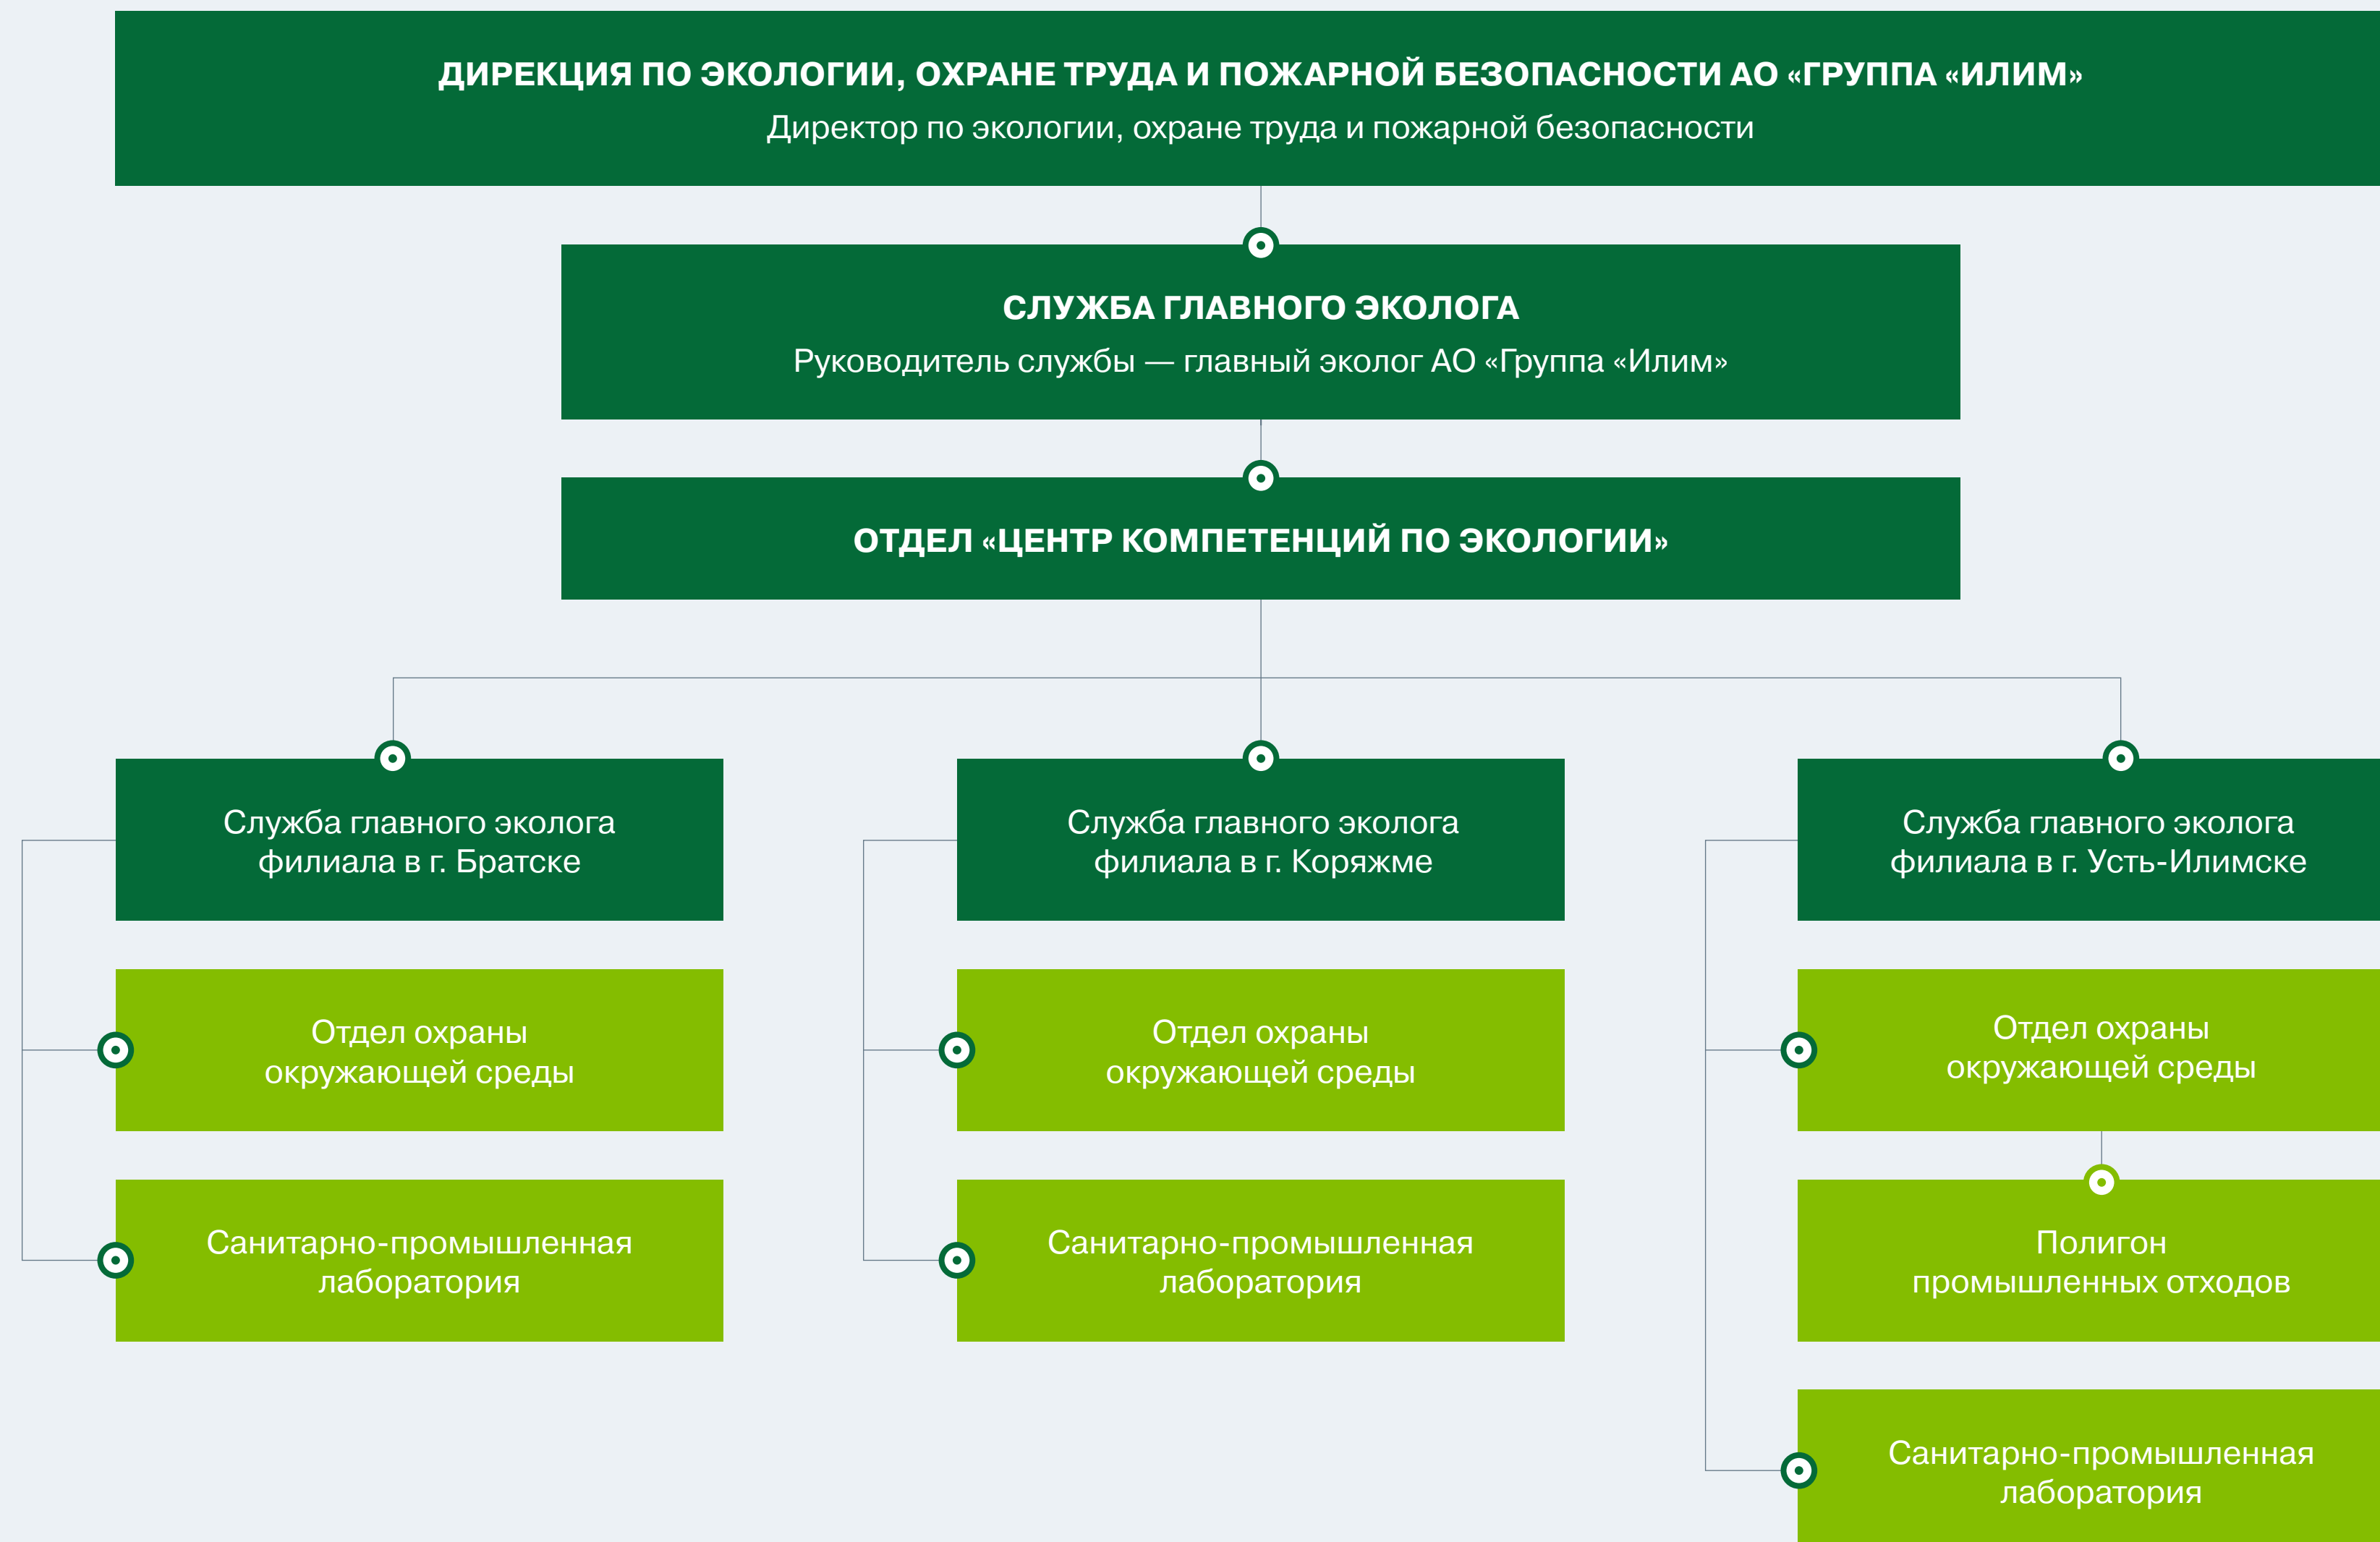 ДИРЕКЦИЯ ПО ЭКОЛОГИИ, ОХРАНЕ ТРУДА И ПОЖАРНОЙ БЕЗОПАСНОСТИ АО «ГРУППА «ИЛИМ»
Директор по экологии, охране труда и пожарной безопасности
СЛУЖБА ГЛАВНОГО ЭКОЛОГА
Руководитель службы — главный эколог АО «Группа «Илим»
ОТДЕЛ «ЦЕНТР КОМПЕТЕНЦИЙ ПО ЭКОЛОГИИ»
Служба главного эколога
филиала в г. Братске
Отдел охраны
окружающей среды
Санитарно-промышленная
лаборатория
Служба главного эколога
филиала в г. Коряжме
Отдел охраны
окружающей среды
Санитарно-промышленная
лаборатория
Служба главного эколога
филиала в г. Усть-Илимске
Отдел охраны
окружающей среды
Полигон
промышленных отходов
Санитарно-промышленная
лаборатория